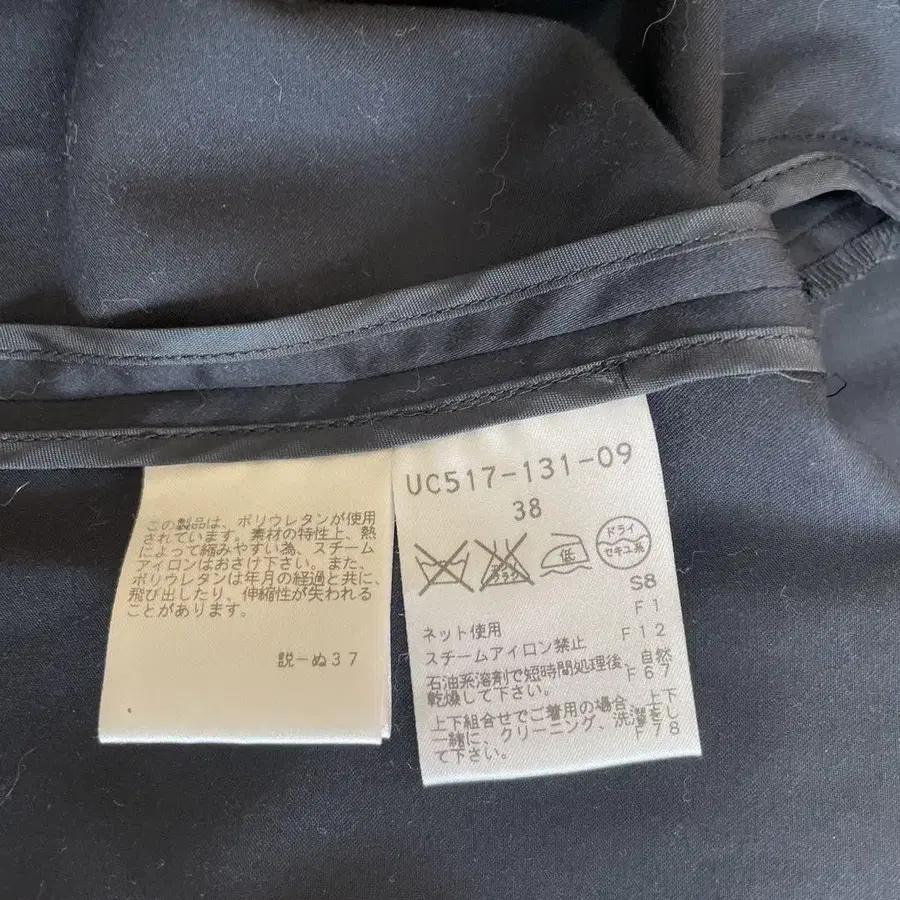 この製品は、ポリウレタンが使用
されています。素材の特性上、熱
によって縮みやすい為、スチーム
アイロンはおさけ下さい。また、
ポリウレタンは年月の経過と共に、
飛び出したり、伸縮性が失われる
ことがあります。
説－ぬ37
UC517-131-09
38
エンソ
サラシ
低
ドライ
セキユ系
S8
F1
ネット使用 F12
スチームアイロン禁止
石油系溶剤で短時間処理後、自然
乾燥して下さい。 F67
上下組合せでご着用の場合、上下
一緒に、クリーニング、洗濯をし
て下さい。 F78